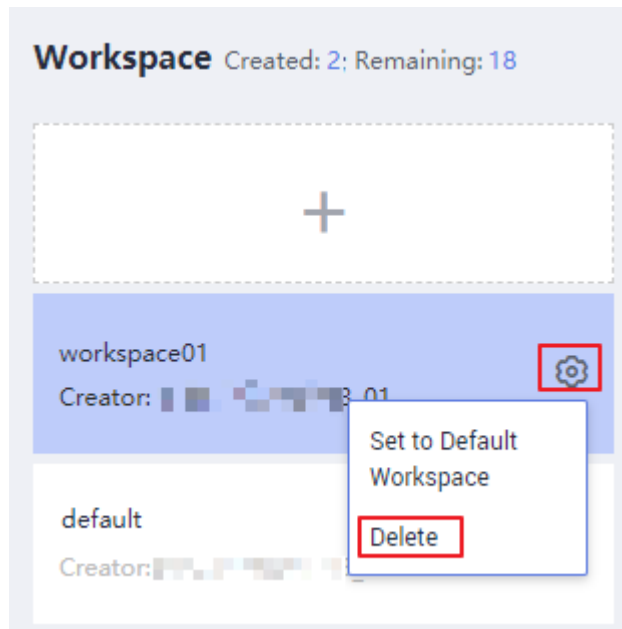 Workspace Created: 2; Remaining: 18
workspace01
Creator:
Set to Default
Workspace
Delete
default
Creator: